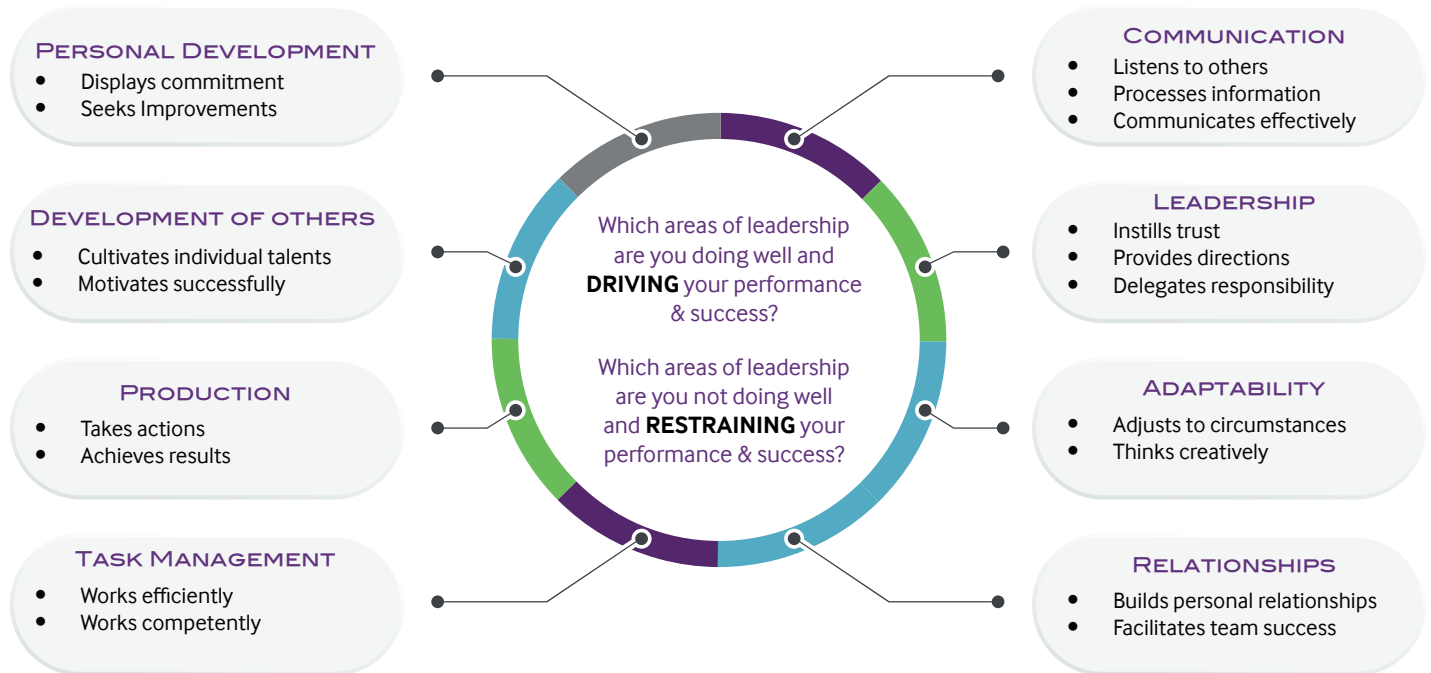 PERSONAL DEVELOPMENT
• Displays commitment
• Seeks Improvements
DEVELOPMENT OF OTHERS
• Cultivates individual talents
• Motivates successfully
PRODUCTION
• Takes actions
• Achieves results
TASK MANAGEMENT
• Works efficiently
• Works competently
Which areas of leadership
are you doing well and
DRIVING your performance
& success?
Which areas of leadership
are you not doing well
and RESTRAINING your
performance & success?
COMMUNICATION
• Listens to others
• Processes information
• Communicates effectively
LEADERSHIP
• Instills trust
• Provides directions
• Delegates responsibility
ADAPTABILITY
• Adjusts to circumstances
• Thinks creatively
RELATIONSHIPS
• Builds personal relationships
• Facilitates team success